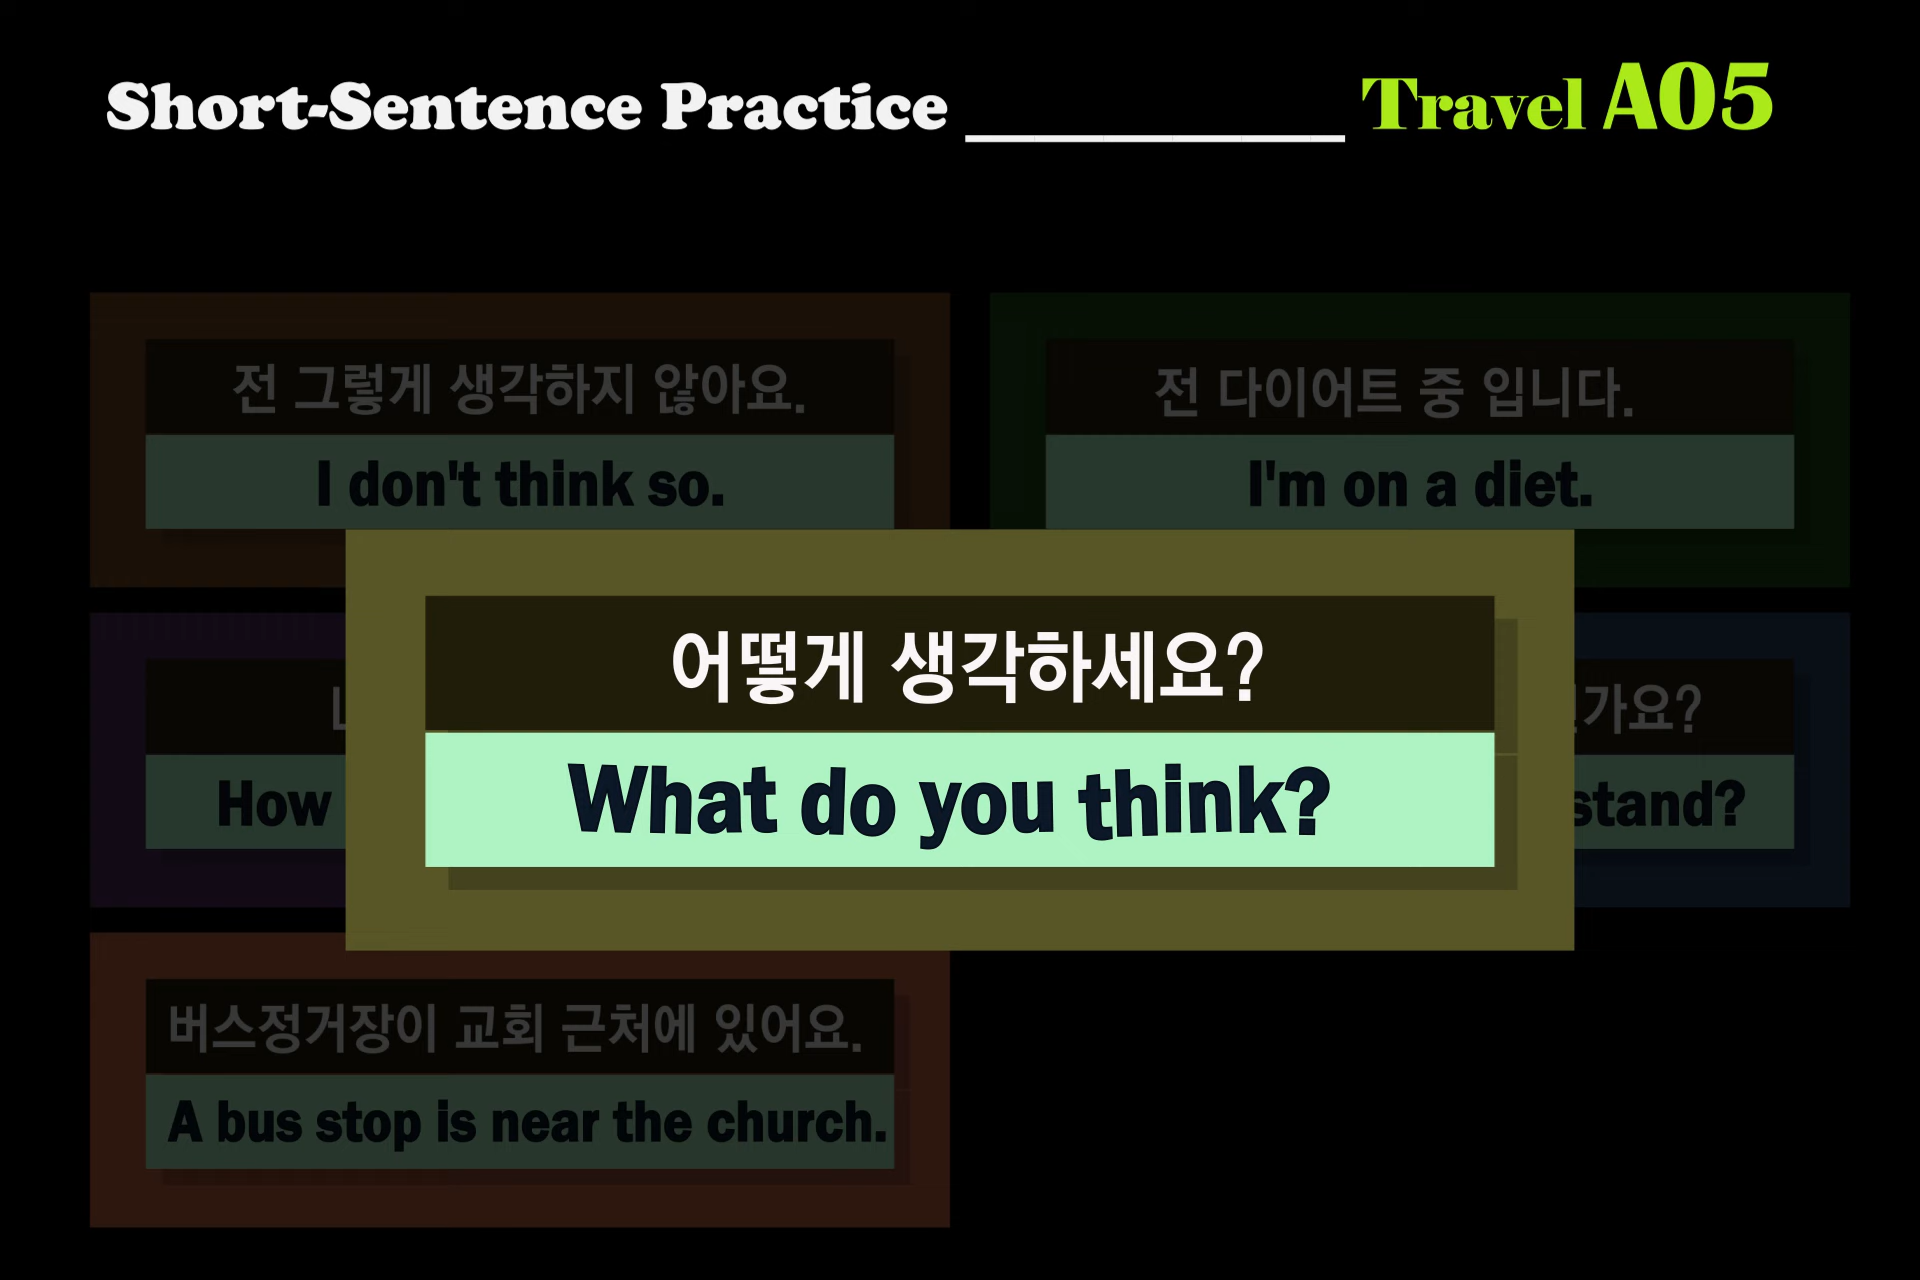 Short-Sentence Practice __________ Travel A05
전 그렇게 생각하지 않아요.
I don't think so.
전 다이어트 중 입니다.
I'm on a diet.
어떻게 생각하세요?
What do you think?
How
가요?
stand?
버스정거장이 교회 근처에 있어요.
A bus stop is near the church.